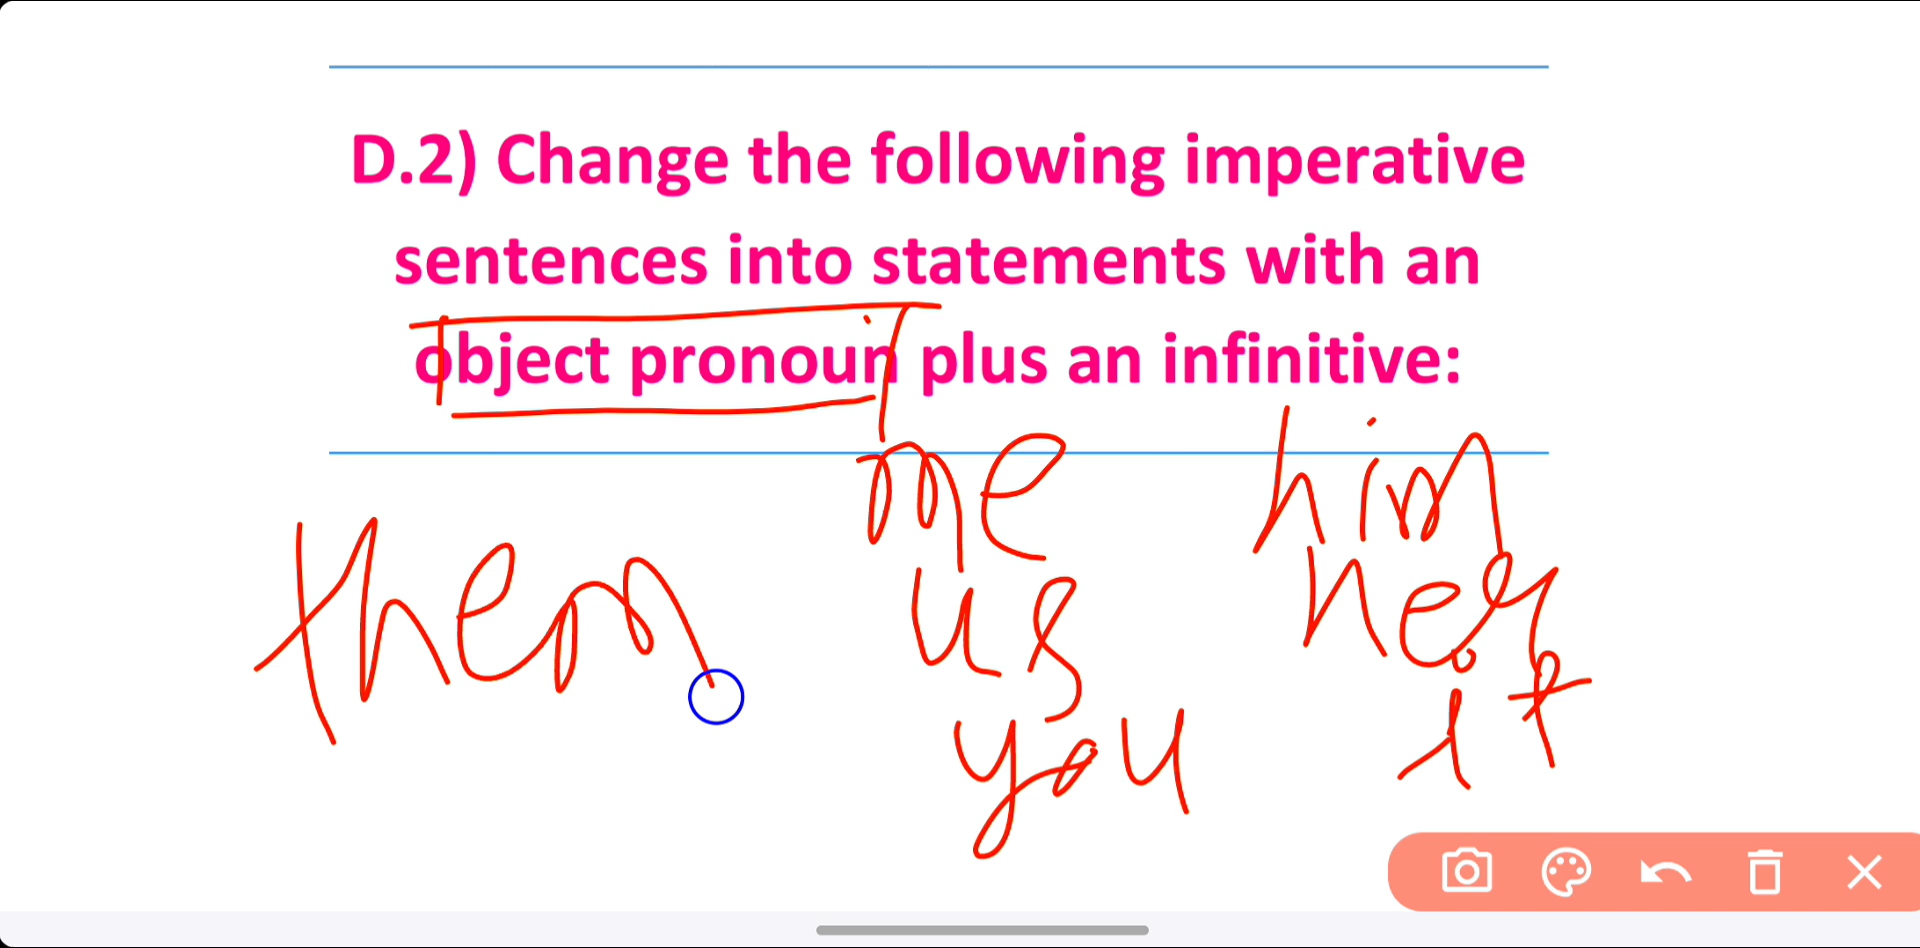 D.2) Change the following imperative
sentences into statements with an
object pronoun plus an infinitive:
me
him
them
us
her
you
it